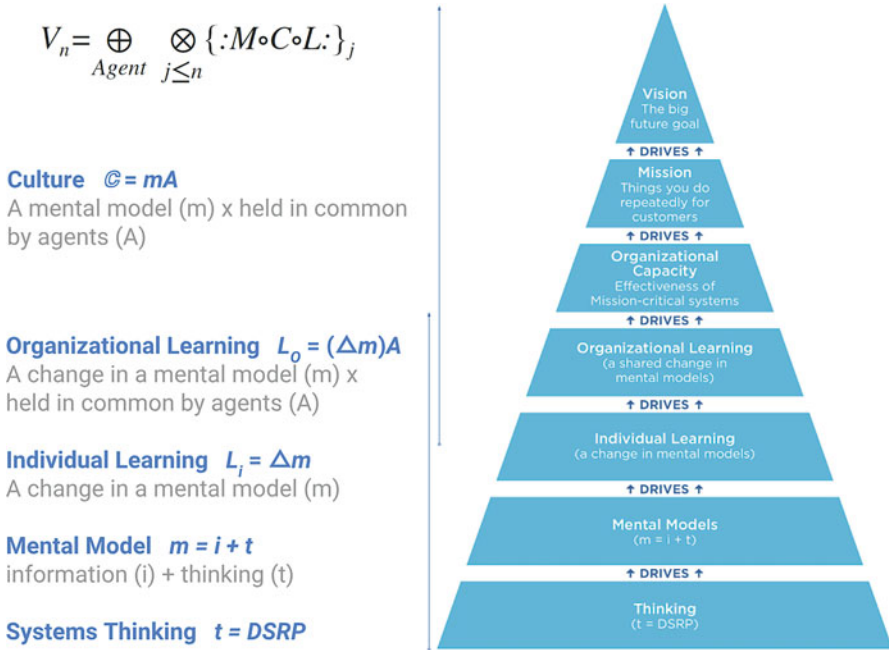 Vₙ = ⊕ ⊗ {:M∘C∘L:}ⱼ
Agent j≤n
Culture ℂ = mA
A mental model (m) x held in common
by agents (A)
Organizational Learning Lₒ = (△m)A
A change in a mental model (m) x
held in common by agents (A)
Individual Learning Lᵢ = △m
A change in a mental model (m)
Mental Model m = i + t
information (i) + thinking (t)
Systems Thinking t = DSRP
Vision
The big
future goal
↑ DRIVES ↑
Mission
Things you do
repeatedly for
customers
↑ DRIVES ↑
Organizational
Capacity
Effectiveness of
Mission-critical systems
↑ DRIVES ↑
Organizational Learning
(a shared change in
mental models)
↑ DRIVES ↑
Individual Learning
(a change in mental models)
↑ DRIVES ↑
Mental Models
(m = i + t)
↑ DRIVES ↑
Thinking
(t = DSRP)